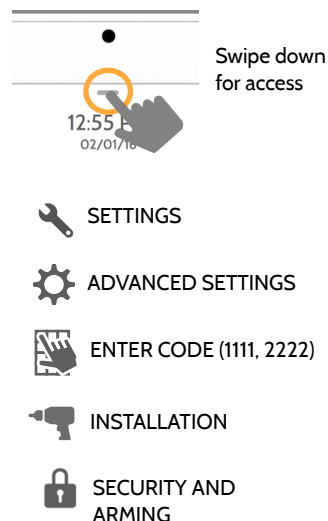 Swipe down
for access
12:55 P
02/01/18
SETTINGS
ADVANCED SETTINGS
ENTER CODE (1111, 2222)
INSTALLATION
SECURITY AND
ARMING